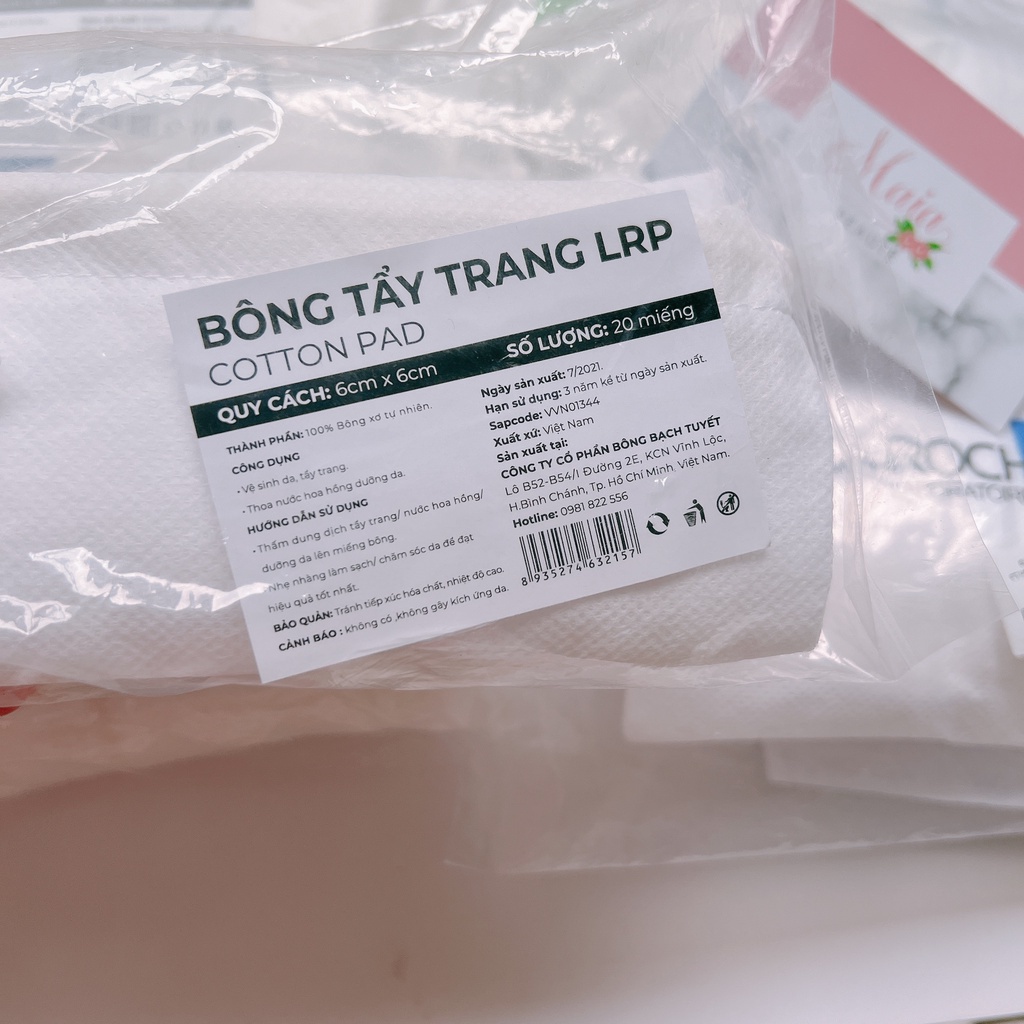 BÔNG TẨY TRANG LRP
COTTON PAD
QUY CÁCH: 6cm x 6cm
SỐ LƯỢNG: 20 miếng
THÀNH PHẦN: 100% Bông xơ tự nhiên.
CÔNG DỤNG
• Vệ sinh da, tẩy trang.
• Thoa nước hoa hồng dưỡng da.
HƯỚNG DẪN SỬ DỤNG
• Thấm dung dịch tẩy trang/ nước hoa hồng/
dưỡng da lên miếng bông.
Nhẹ nhàng làm sạch/ chăm sóc da để đạt
hiệu quả tốt nhất.
BẢO QUẢN: Tránh tiếp xúc hóa chất, nhiệt độ cao.
CẢNH BÁO : không có ,không gây kích ứng da.
Ngày sản xuất: 7/2021.
Hạn sử dụng: 3 năm kể từ ngày sản xuất.
Sapcode: VVN01344
Xuất xứ: Việt Nam
Sản xuất tại:
CÔNG TY CỔ PHẦN BÔNG BẠCH TUYẾT
Lô B52-B54/I Đường 2E, KCN Vĩnh Lộc,
H.Bình Chánh, Tp. Hồ Chí Minh, Việt Nam.
Hotline: 0981 822 556
8 935274 632157
Maia
ROCH